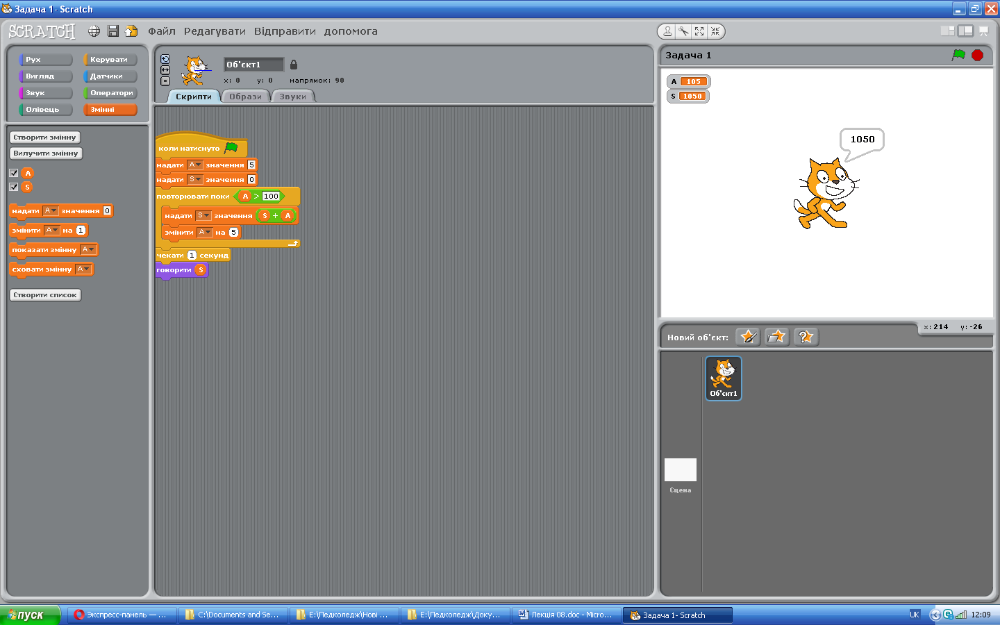 Задача 1 - Scratch
SCRATCH
Файл Редагувати Відправити допомога
Рух Керувати
Вигляд Датчики
Звук Оператори
Олівець Змінні
Створити змінну
Вилучити змінну
A
S
надати A значення 0
змінити A на 1
показати змінну A
сховати змінну A
Створити список
Об'єкт1
x: 0 y: 0 напрямок: 90
Скрипти Образи Звуки
коли натиснуто
надати A значення 5
надати S значення 0
повторювати поки A > 100
надати S значення S + A
змінити A на 5
чекати 1 секунд
говорити S
Задача 1
A 105
S 1050
1050
x: 214 y: -26
Новий об'єкт:
Об'єкт1
Сцена
пуск
Экспресс-панель — ...
C:\Documents and Se...
E:\Педколедж\Нові ...
E:\Педколедж\Доку...
Лекція 08.doc - Micro...
Задача 1- Scratch
UK
12:09